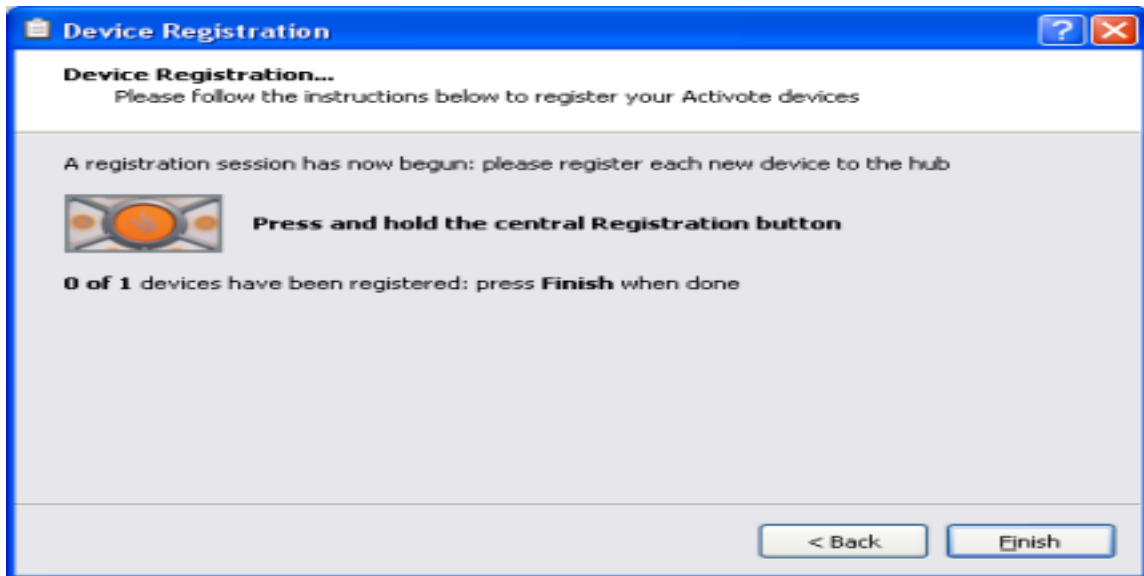 Device Registration
Device Registration...
Please follow the instructions below to register your Activote devices
A registration session has now begun: please register each new device to the hub
Press and hold the central Registration button
0 of 1 devices have been registered: press Finish when done
< Back
Finish